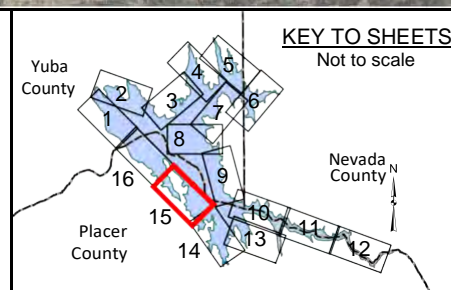 KEY TO SHEETS
Not to scale
Yuba
County
4
5
2
3
6
1
7
8
16
9
Nevada
County
N
15
10
Placer
County
11
14
13
12